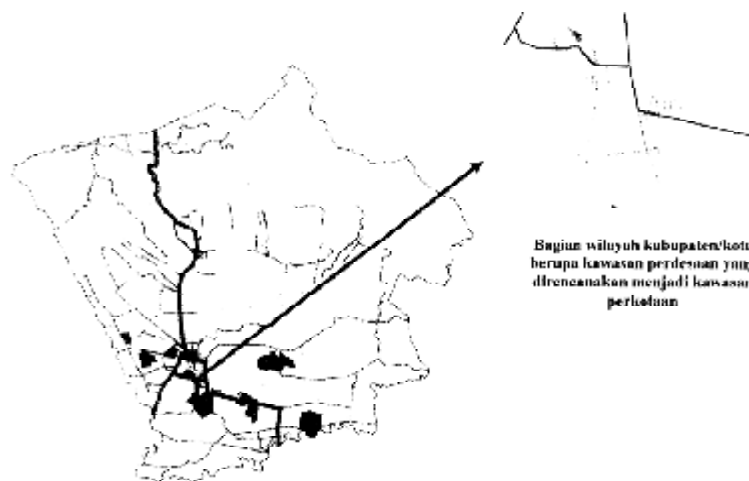 Bagian wilayah kabupaten/kota
berupa kawasan perdesaan yang
direncanakan menjadi kawasan
perkotaan